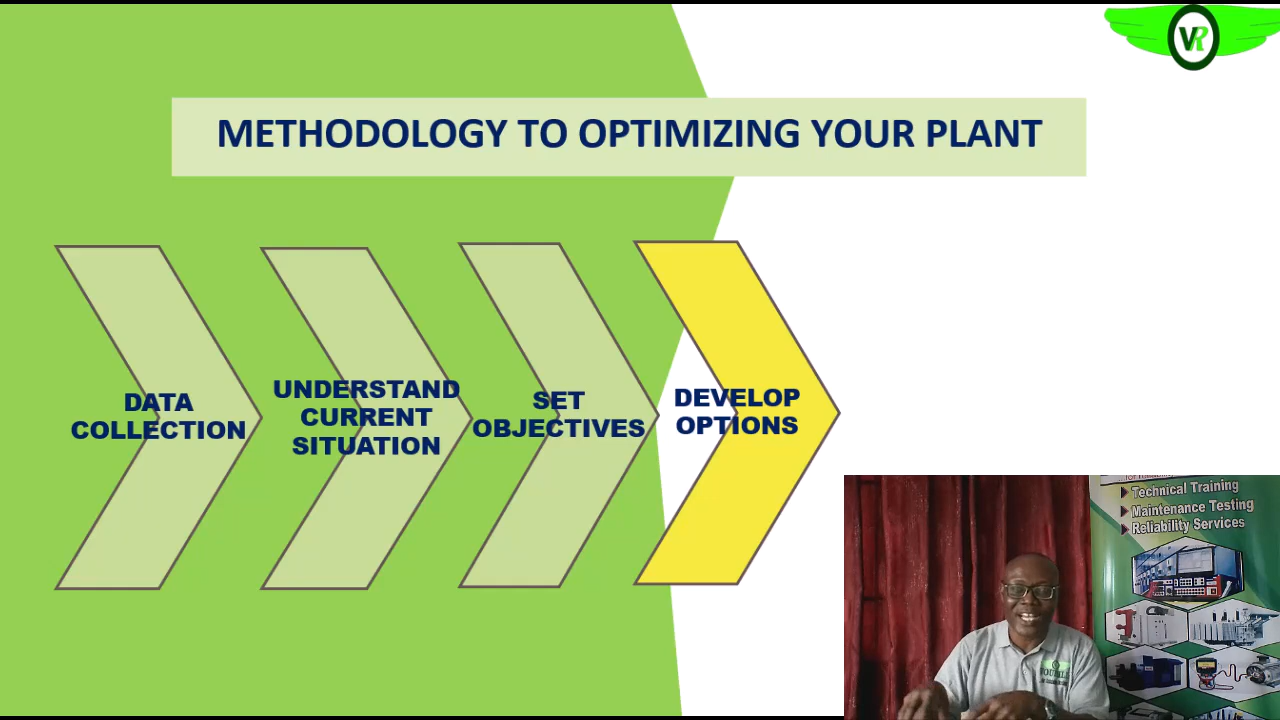 VR
METHODOLOGY TO OPTIMIZING YOUR PLANT
DATA
COLLECTION
UNDERSTAND
CURRENT
SITUATION
SET
OBJECTIVES
DEVELOP
OPTIONS
Technical Training
Maintenance Testing
Reliability Services